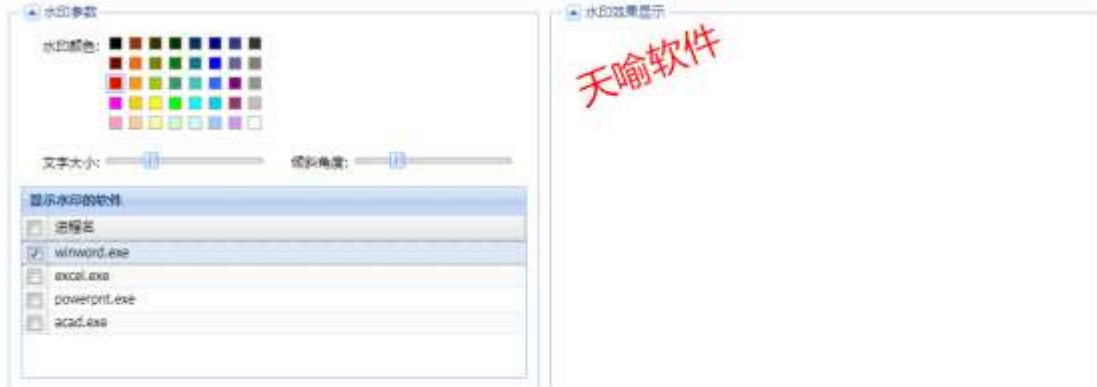 水印参数
水印颜色:
文字大小:
倾斜角度:
显示水印的软件
进程名
winword.exe
excel.exe
powerpnt.exe
acad.exe
水印效果显示
天喻软件